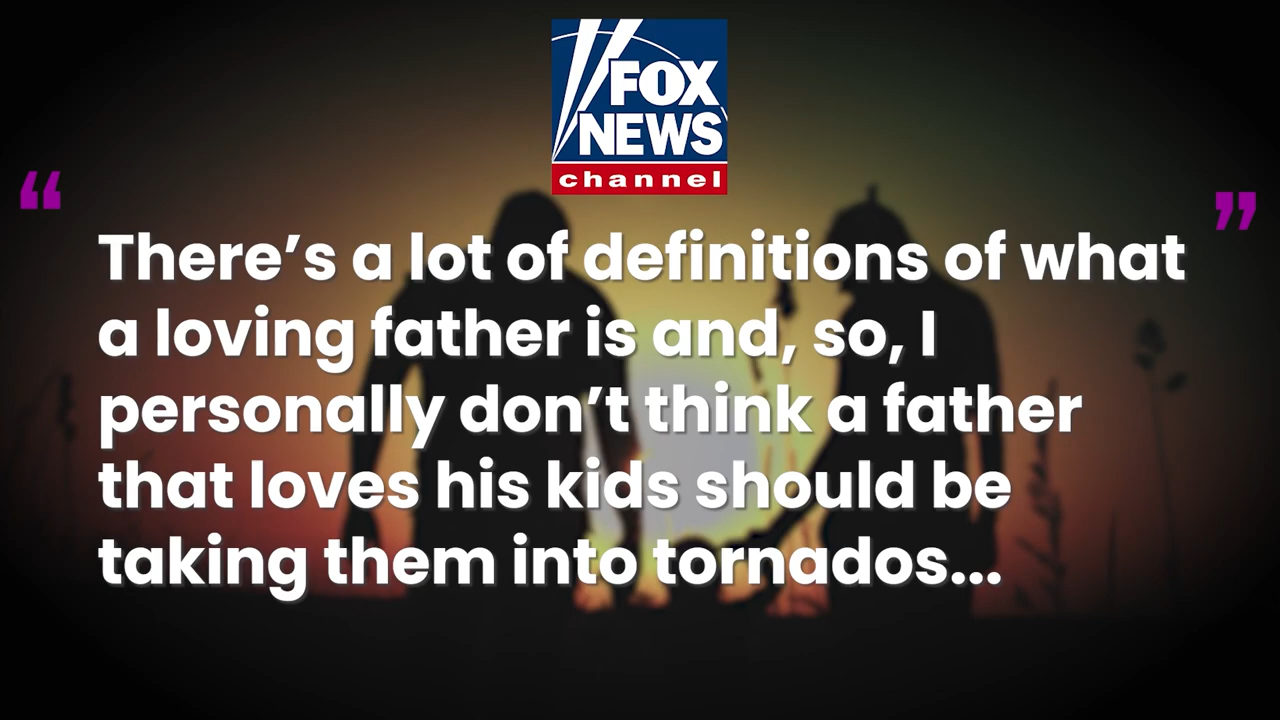 FOX
NEWS
channel
“ ”
There’s a lot of definitions of what
a loving father is and, so, I
personally don’t think a father
that loves his kids should be
taking them into tornados...